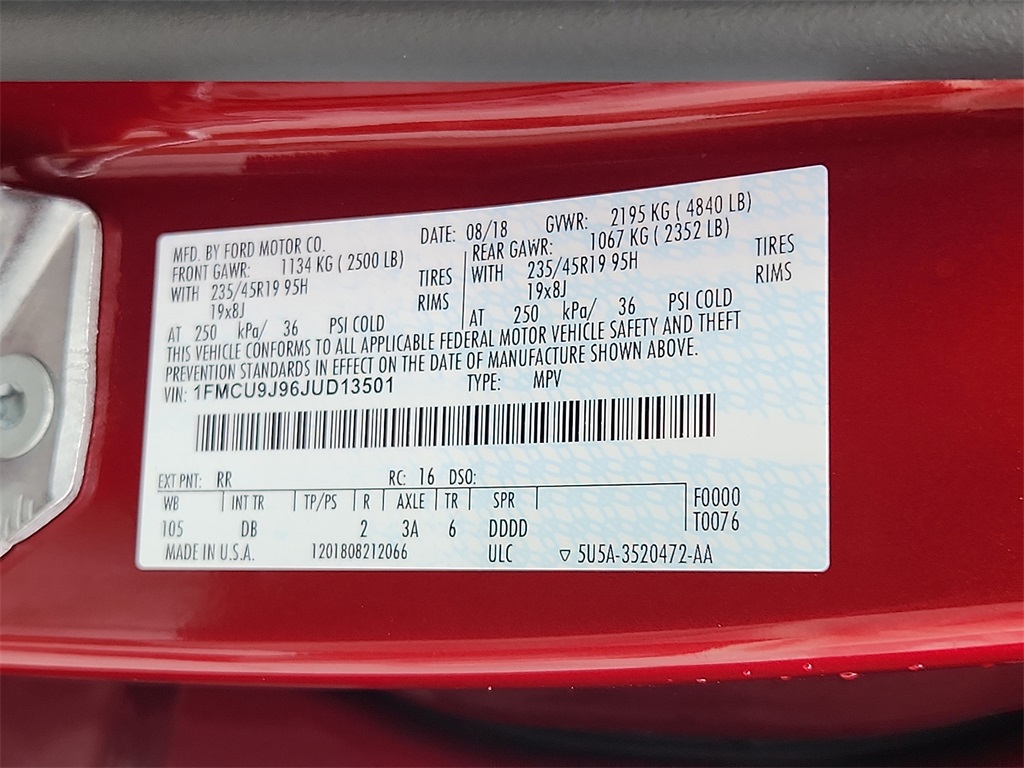 MFD. BY FORD MOTOR CO.
DATE: 08/18 GVWR: 2195 KG ( 4840 LB)
FRONT GAWR: 1134 KG ( 2500 LB)
WITH 235/45R19 95H TIRES
19x8J RIMS
AT 250 kPa/ 36 PSI COLD
REAR GAWR: 1067 KG ( 2352 LB)
WITH 235/45R19 95H TIRES
19x8J RIMS
AT 250 kPa/ 36 PSI COLD
THIS VEHICLE CONFORMS TO ALL APPLICABLE FEDERAL MOTOR VEHICLE SAFETY AND THEFT
PREVENTION STANDARDS IN EFFECT ON THE DATE OF MANUFACTURE SHOWN ABOVE.
VIN: 1FMCU9J96JUD13501 TYPE: MPV
EXT PNT: RR RC: 16 DSO:
WB INT TR TP/PS R AXLE TR SPR F0000
105 DB 2 3A 6 DDDD T0076
MADE IN U.S.A. 1201808212066 ULC ▽ 5U5A-3520472-AA